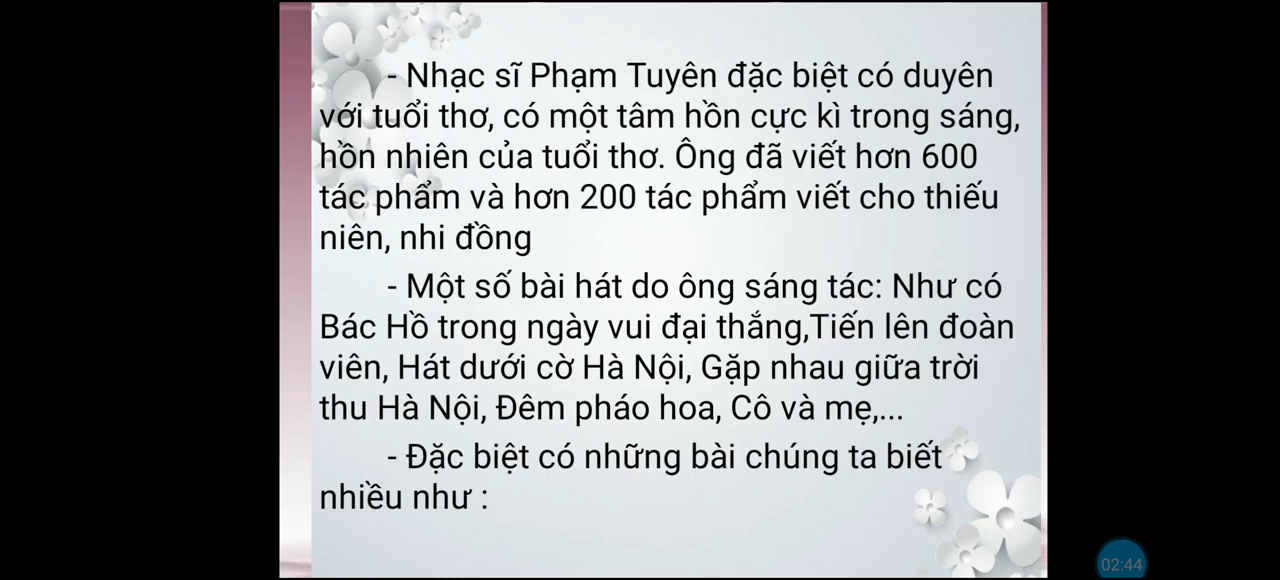 - Nhạc sĩ Phạm Tuyên đặc biệt có duyên
với tuổi thơ, có một tâm hồn cực kì trong sáng,
hồn nhiên của tuổi thơ. Ông đã viết hơn 600
tác phẩm và hơn 200 tác phẩm viết cho thiếu
niên, nhi đồng
- Một số bài hát do ông sáng tác: Như có
Bác Hồ trong ngày vui đại thắng,Tiến lên đoàn
viên, Hát dưới cờ Hà Nội, Gặp nhau giữa trời
thu Hà Nội, Đêm pháo hoa, Cô và mẹ,...
- Đặc biệt có những bài chúng ta biết
nhiều như :
02:44